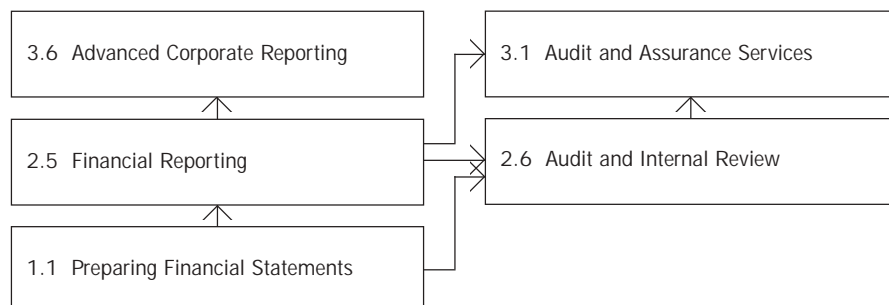 3.6 Advanced Corporate Reporting
3.1 Audit and Assurance Services
2.5 Financial Reporting
2.6 Audit and Internal Review
1.1 Preparing Financial Statements